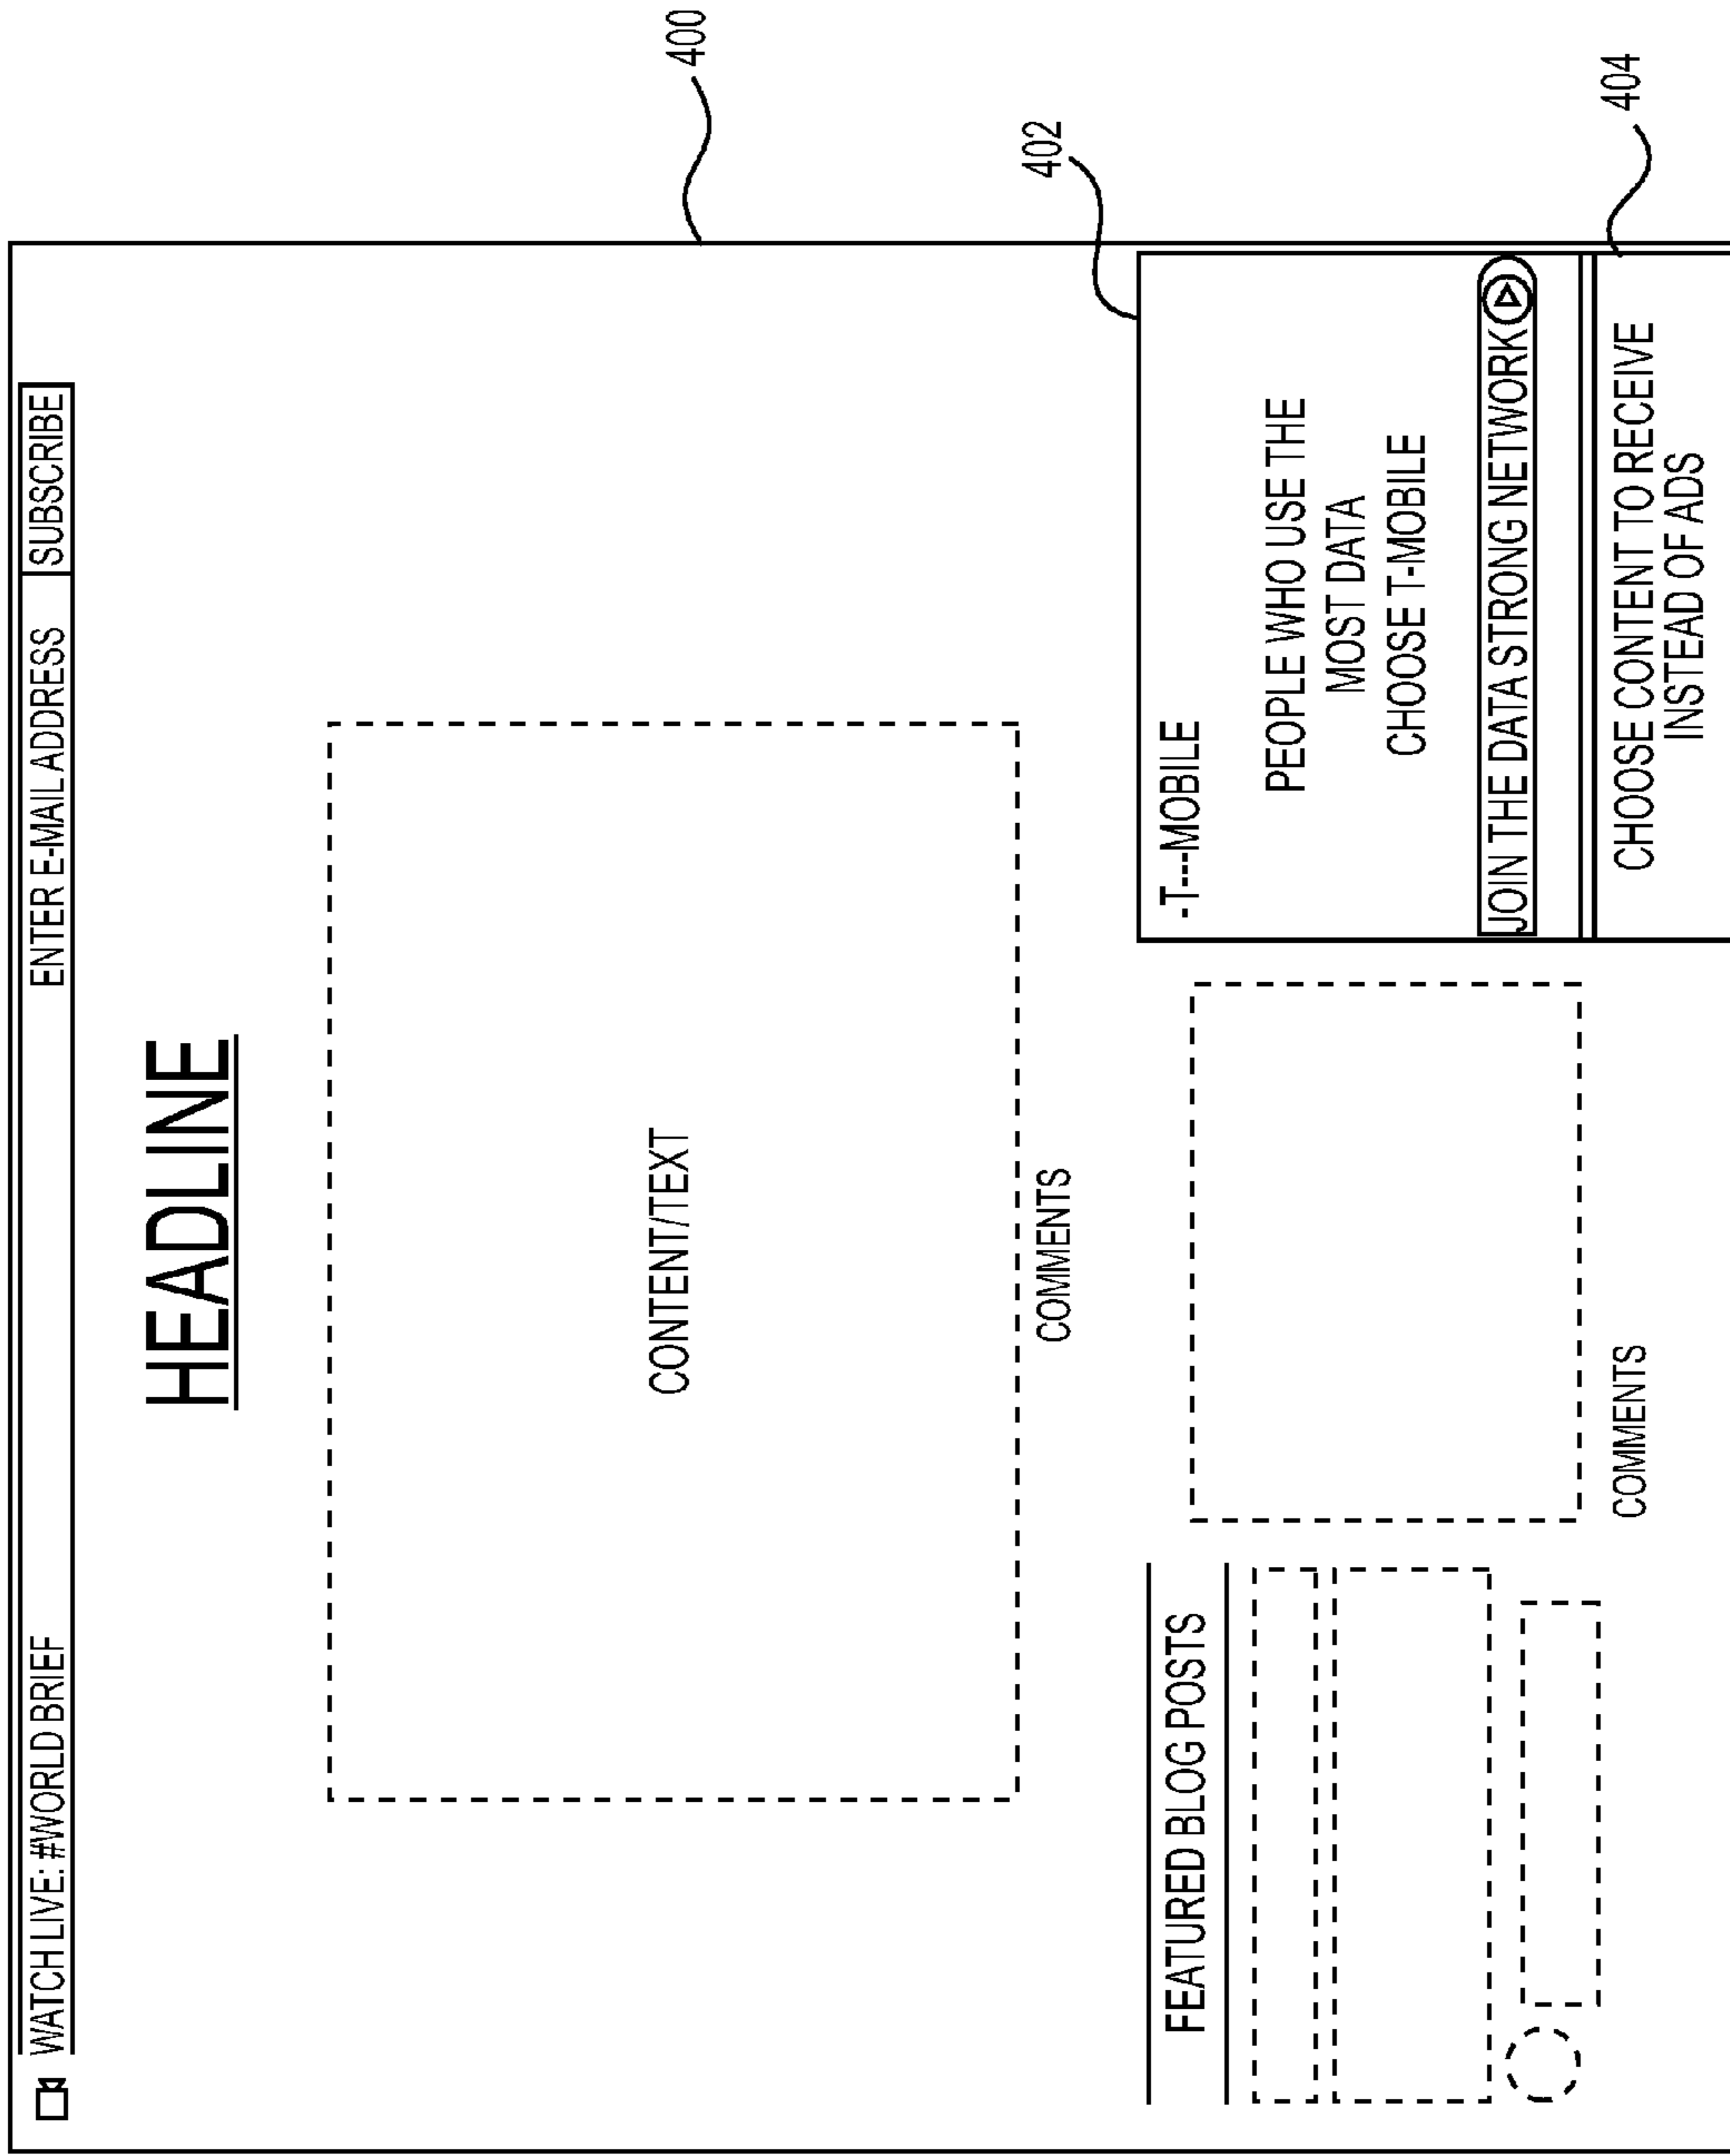 WATCH LIVE: #WORLD BRIEF
ENTER E-MAIL ADDRESS
SUBSCRIBE
HEADLINE
CONTENT/TEXT
400
COMMENTS
402
FEATURED BLOG POSTS
COMMENTS
-T---MOBILE
PEOPLE WHO USE THE
MOST DATA
CHOOSE T-MOBILE
JOIN THE DATA STRONG NETWORK
CHOOSE CONTENT TO RECEIVE
INSTEAD OF ADS
404